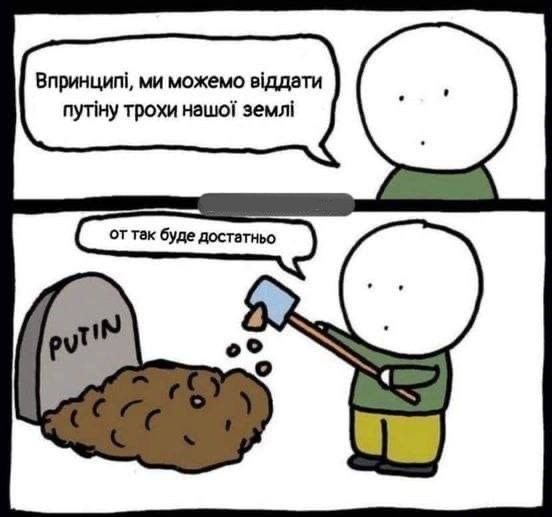 Впринципі, ми можемо віддати
путіну трохи нашої землі
от так буде достатньо
PUTIN